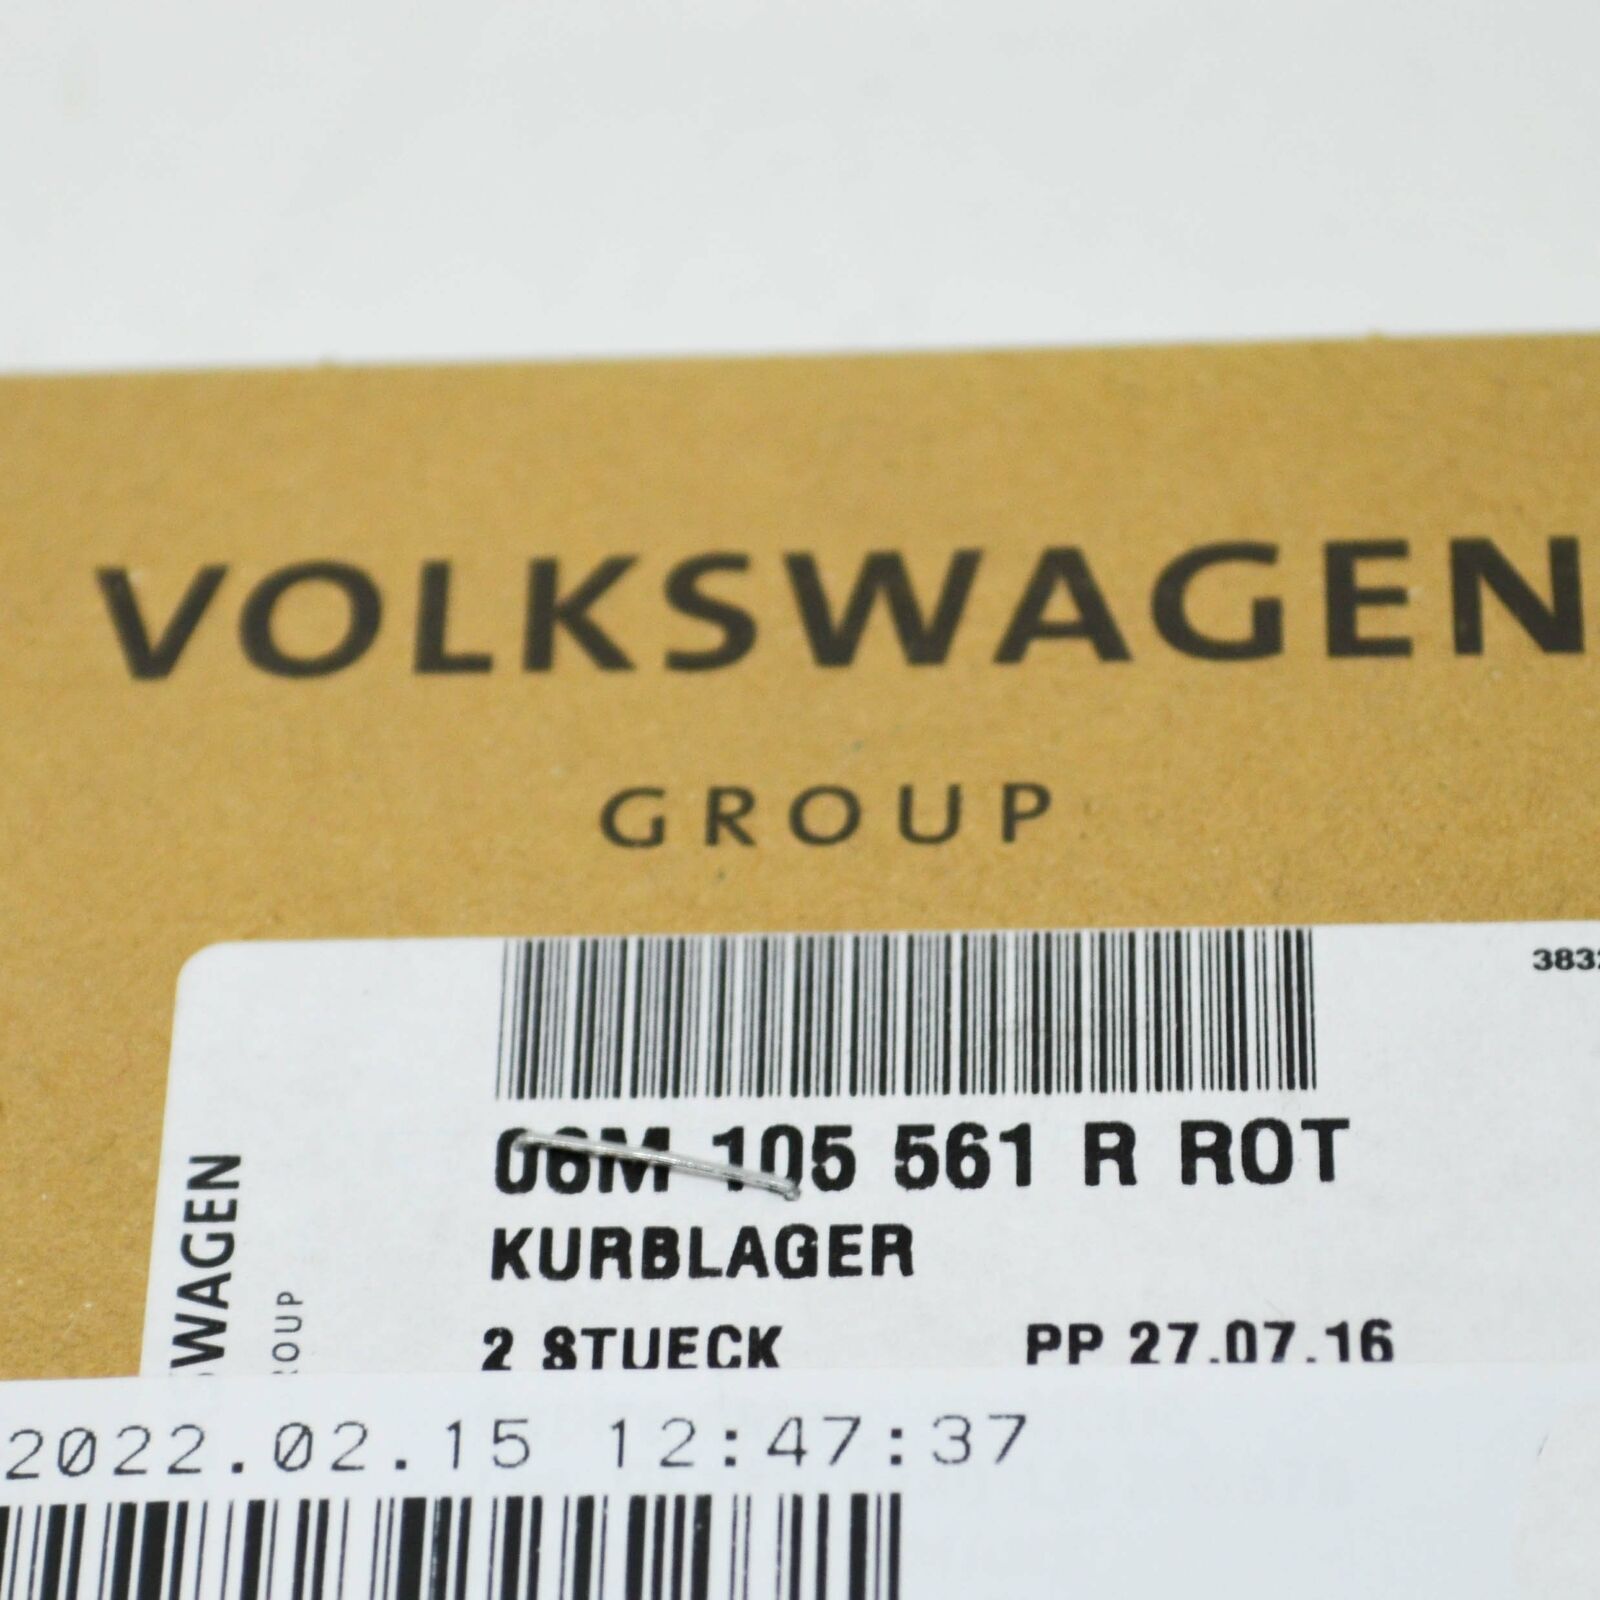 VOLKSWAGEN
GROUP
06M 105 561 R ROT
KURBLAGER
2 STUECK PP 27.07.16
2022.02.15 12:47:37